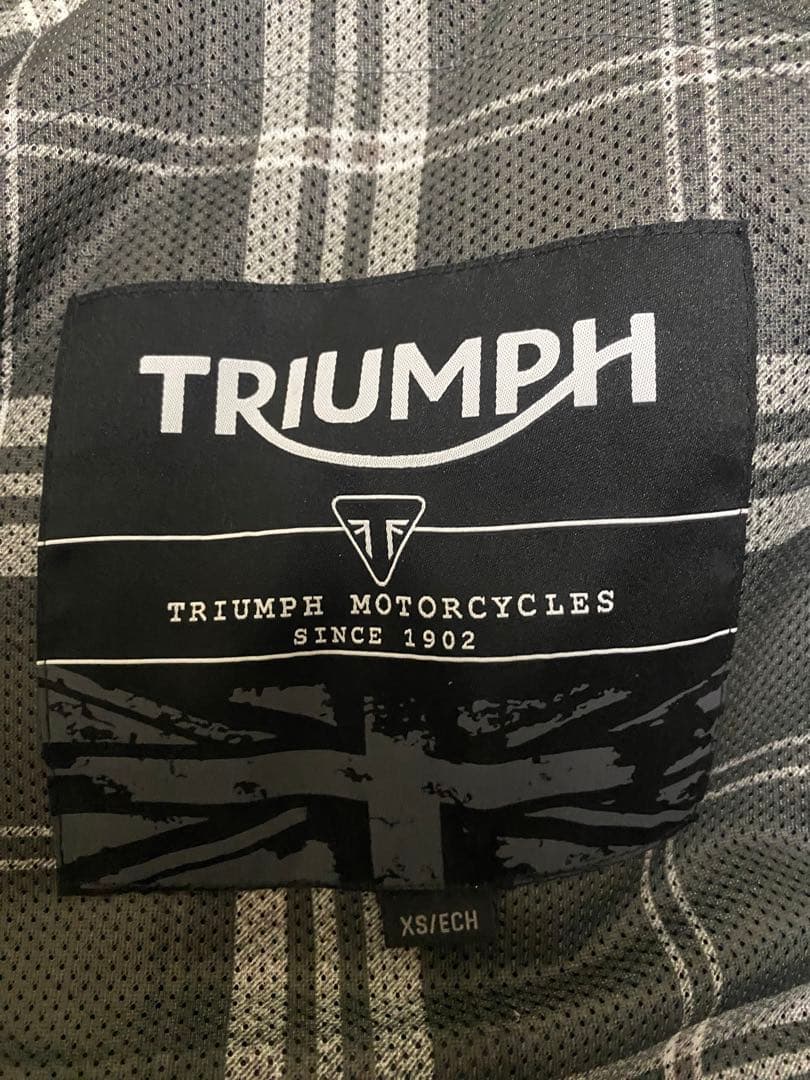 TRIUMPH
TRIUMPH MOTORCYCLES
SINCE 1902
XS/ECH